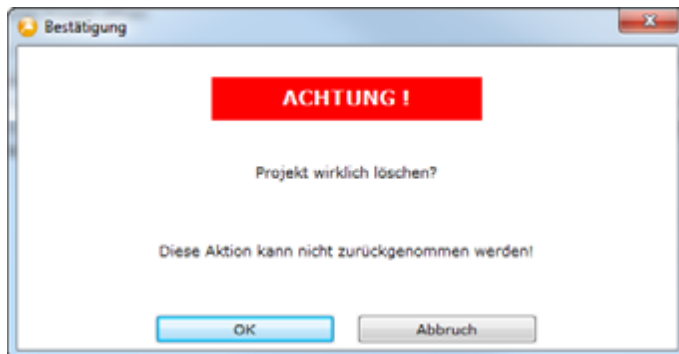 Bestätigung
ACHTUNG !
Projekt wirklich löschen?
Diese Aktion kann nicht zurückgenommen werden!
OK
Abbruch